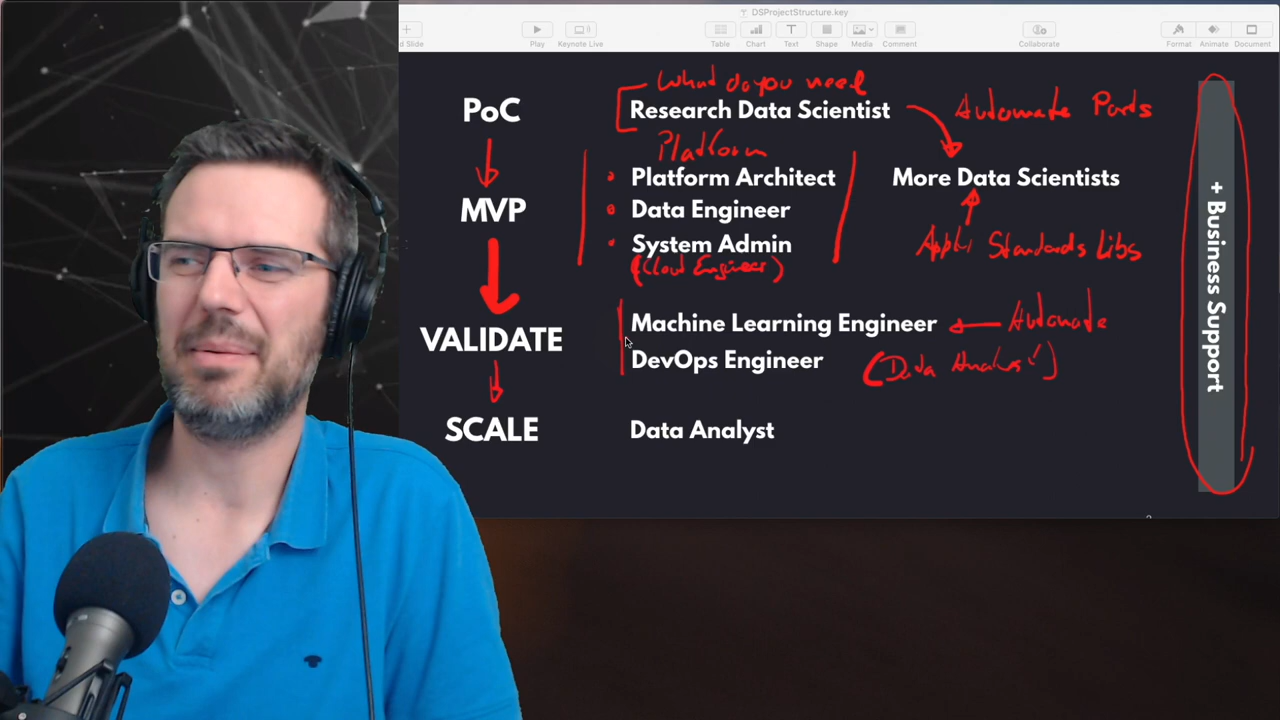 DSProjectStructure.key
d Slide Play Keynote Live Table Chart Text Shape Media Comment Collaborate Format Animate Document
What do you need
PoC Research Data Scientist Automate Parts
Platform
Platform Architect More Data Scientists
MVP Data Engineer
System Admin Standards Libs
(Cloud Engineer)
Machine Learning Engineer Automate
VALIDATE
DevOps Engineer (Data Analyst)
SCALE Data Analyst
+ Business Support